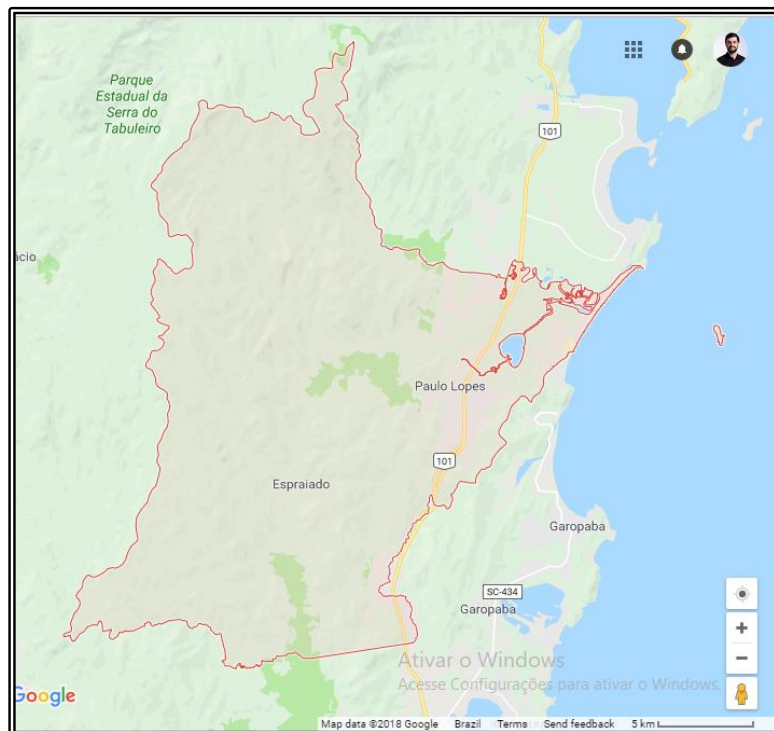 Parque
Estadual da
Serra do
Tabuleiro
101
ácio
Paulo Lopes
101
Espraiado
Garopaba
SC-434
Garopaba
Ativar o Windows
Acesse Configurações para ativar o Windows.
Google
Map data ©2018 Google Brazil Terms Send feedback 5 km